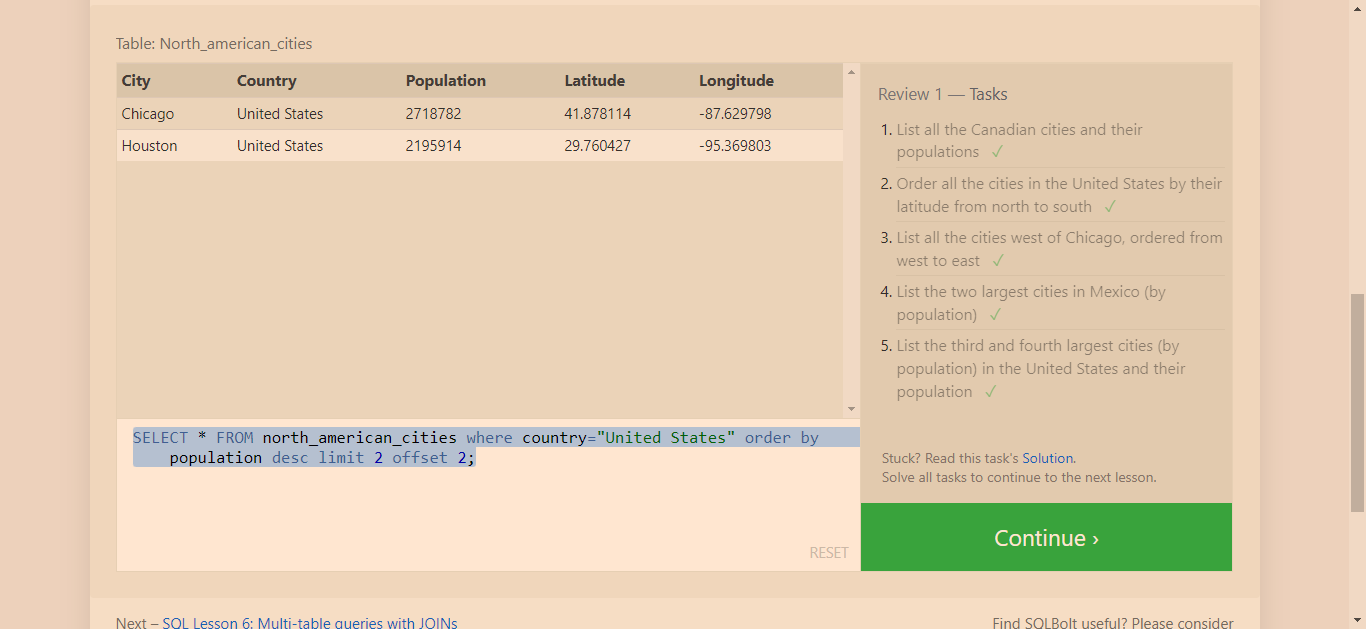 Table: North_american_cities
City Country Population Latitude Longitude
Chicago United States 2718782 41.878114 -87.629798
Houston United States 2195914 29.760427 -95.369803
SELECT * FROM north_american_cities where country="United States" order by
population desc limit 2 offset 2;
RESET
Review 1 — Tasks
1. List all the Canadian cities and their
populations ✓
2. Order all the cities in the United States by their
latitude from north to south ✓
3. List all the cities west of Chicago, ordered from
west to east ✓
4. List the two largest cities in Mexico (by
population) ✓
5. List the third and fourth largest cities (by
population) in the United States and their
population ✓
Stuck? Read this task's Solution.
Solve all tasks to continue to the next lesson.
Continue ›
Next – SQL Lesson 6: Multi-table queries with JOINs
Find SQLBolt useful? Please consider